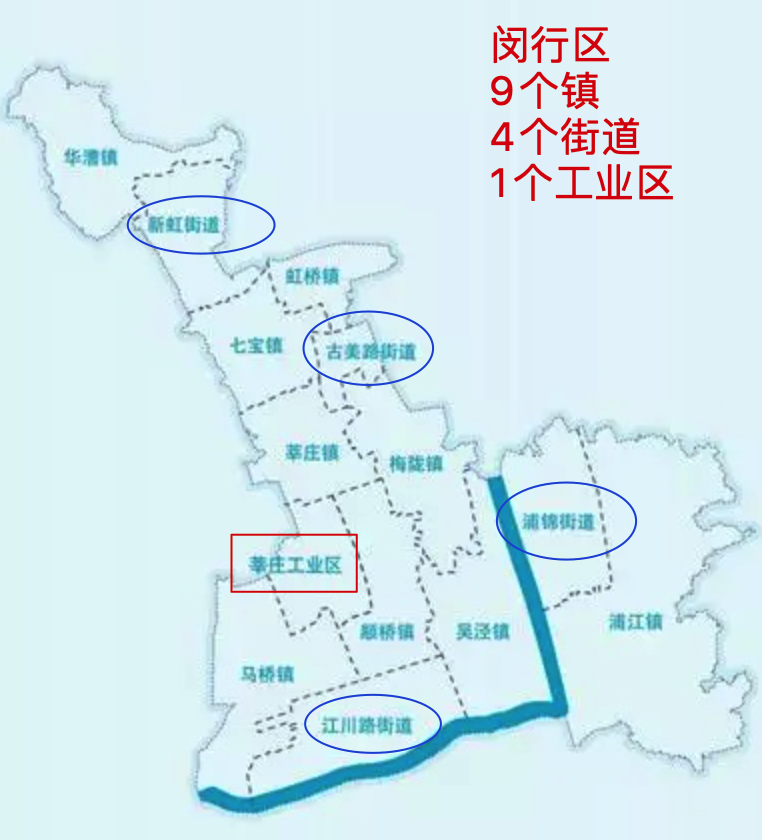 闵行区
9个镇
4个街道
1个工业区
华漕镇
新虹街道
虹桥镇
七宝镇
古美路街道
莘庄镇
梅陇镇
浦锦街道
莘庄工业区
浦江镇
颛桥镇
吴泾镇
马桥镇
江川路街道